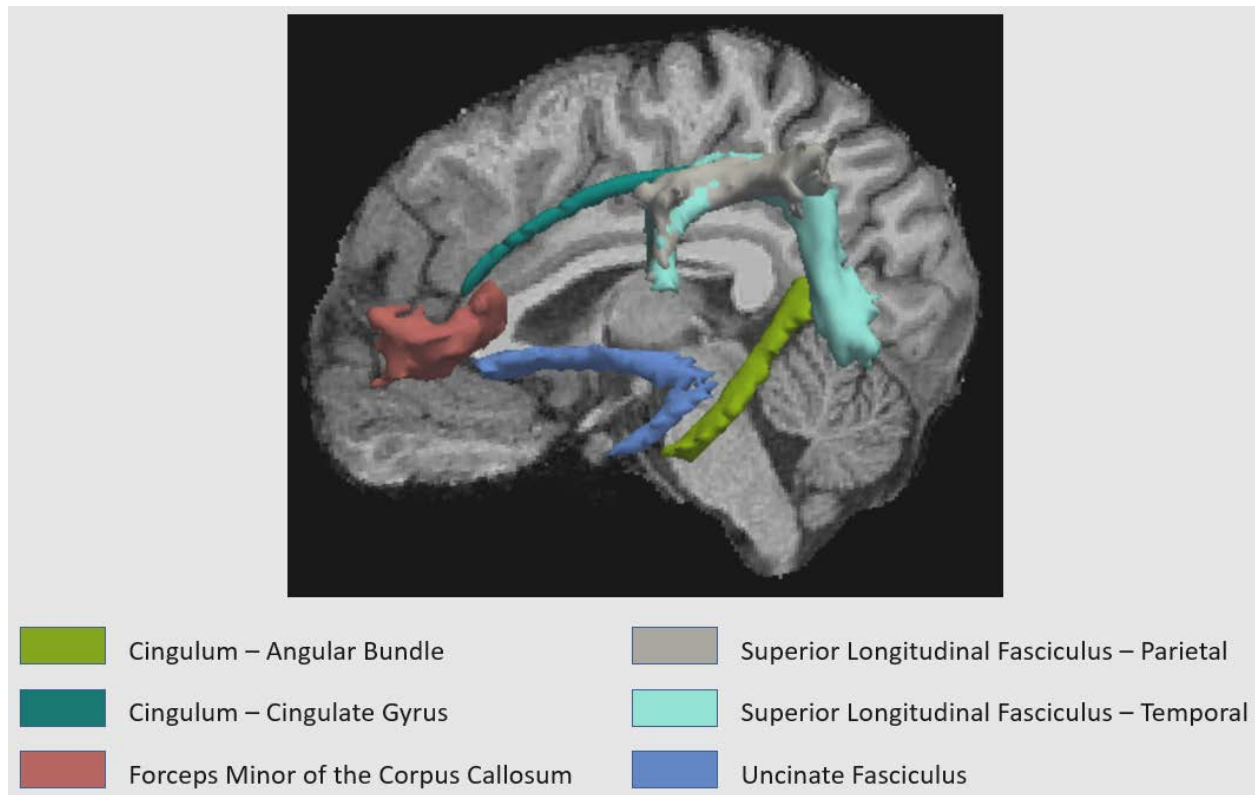 Cingulum – Angular Bundle
Superior Longitudinal Fasciculus – Parietal
Cingulum – Cingulate Gyrus
Superior Longitudinal Fasciculus – Temporal
Forceps Minor of the Corpus Callosum
Uncinate Fasciculus